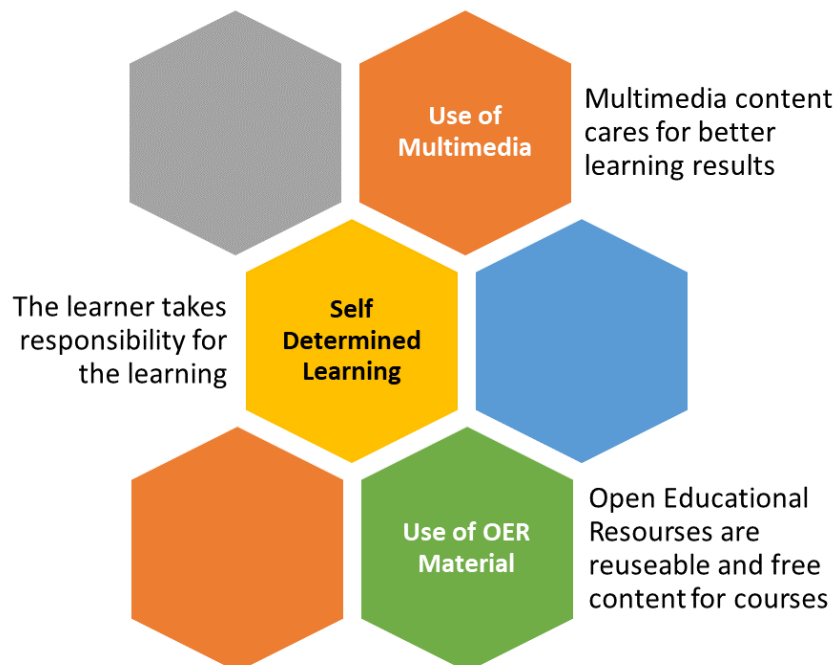 Use of
Multimedia
Multimedia content
cares for better
learning results
The learner takes
responsibility for
the learning
Self
Determined
Learning
Use of OER
Material
Open Educational
Resourses are
reuseable and free
content for courses